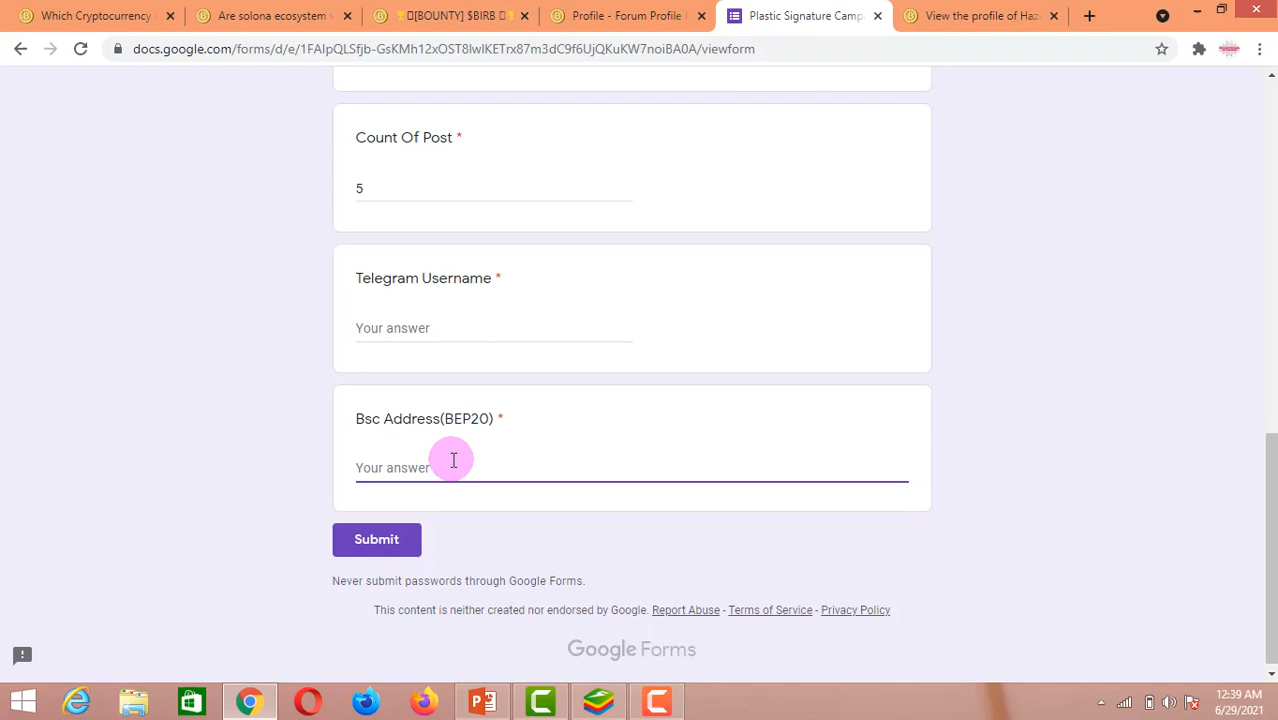 Which Cryptocurrency
Are solona ecosystem
[BOUNTY] $BIRB
Profile - Forum Profile
Plastic Signature Camp
View the profile of Haz
docs.google.com/forms/d/e/1FAIpQLSfjb-GsKMh12xOST8lwlKETrx87m3dC9f6UjQKuKW7noiBA0A/viewform
Count Of Post *
5
Telegram Username *
Your answer
Bsc Address(BEP20) *
Your answer
Submit
Never submit passwords through Google Forms.
This content is neither created nor endorsed by Google. Report Abuse - Terms of Service - Privacy Policy
Google Forms
12:39 AM
6/29/2021